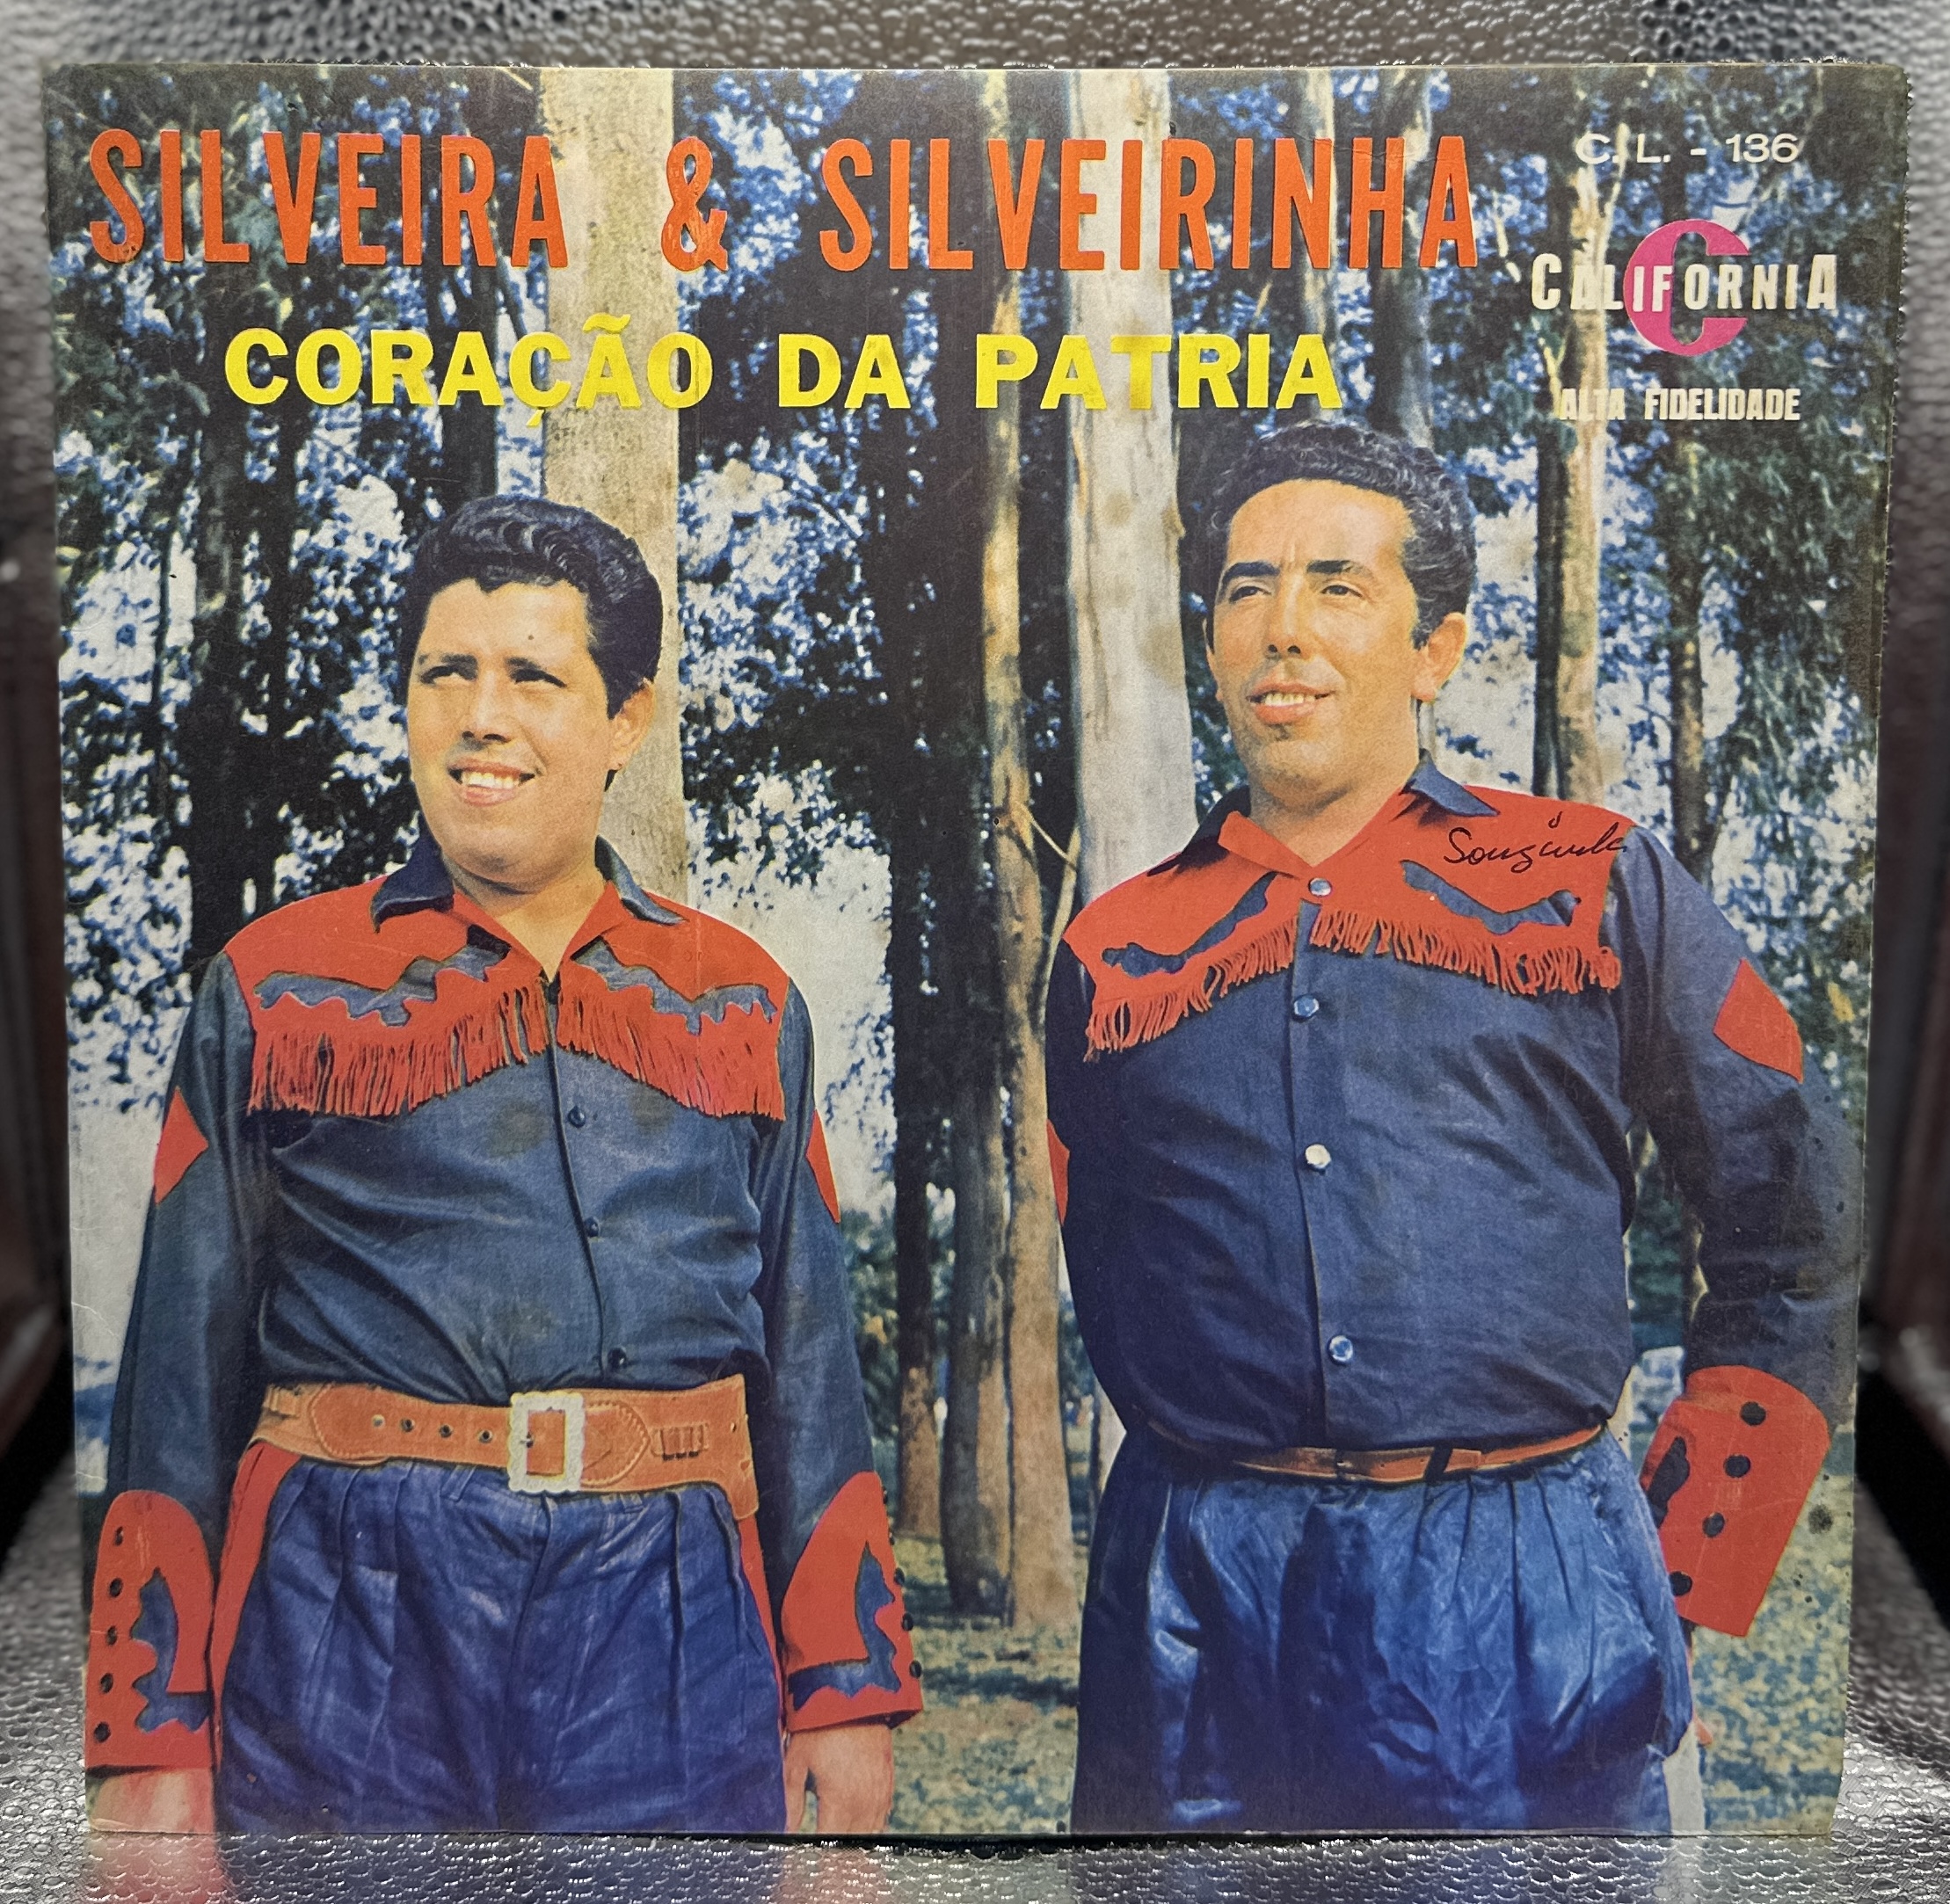 SILVEIRA & SILVEIRINHA
CORAÇÃO DA PATRIA
C.L. - 136
CALIFORNIA
ALTA FIDELIDADE